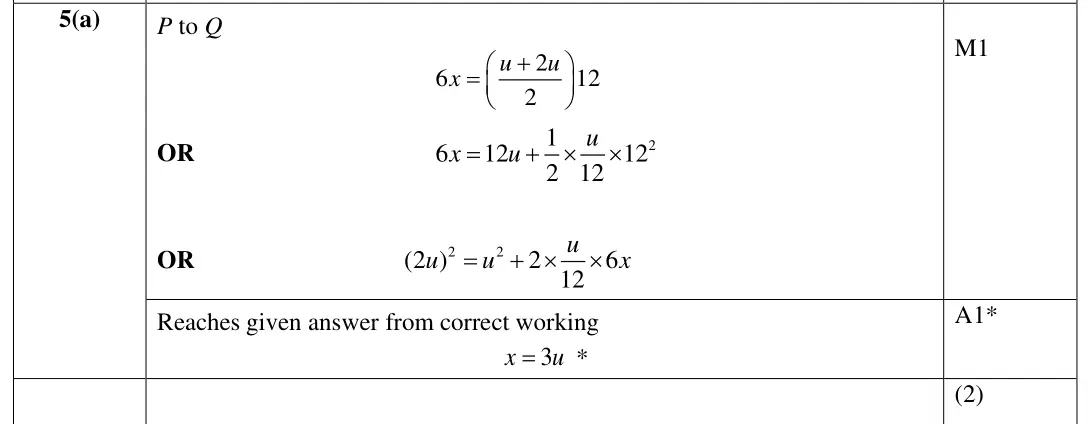 5(a)
P to Q
M1
6x = ((u + 2u)/2)12
OR 6x = 12u + 1/2 × u/12 × 12²
OR (2u)² = u² + 2 × u/12 × 6x
Reaches given answer from correct working
A1*
x = 3u *
(2)